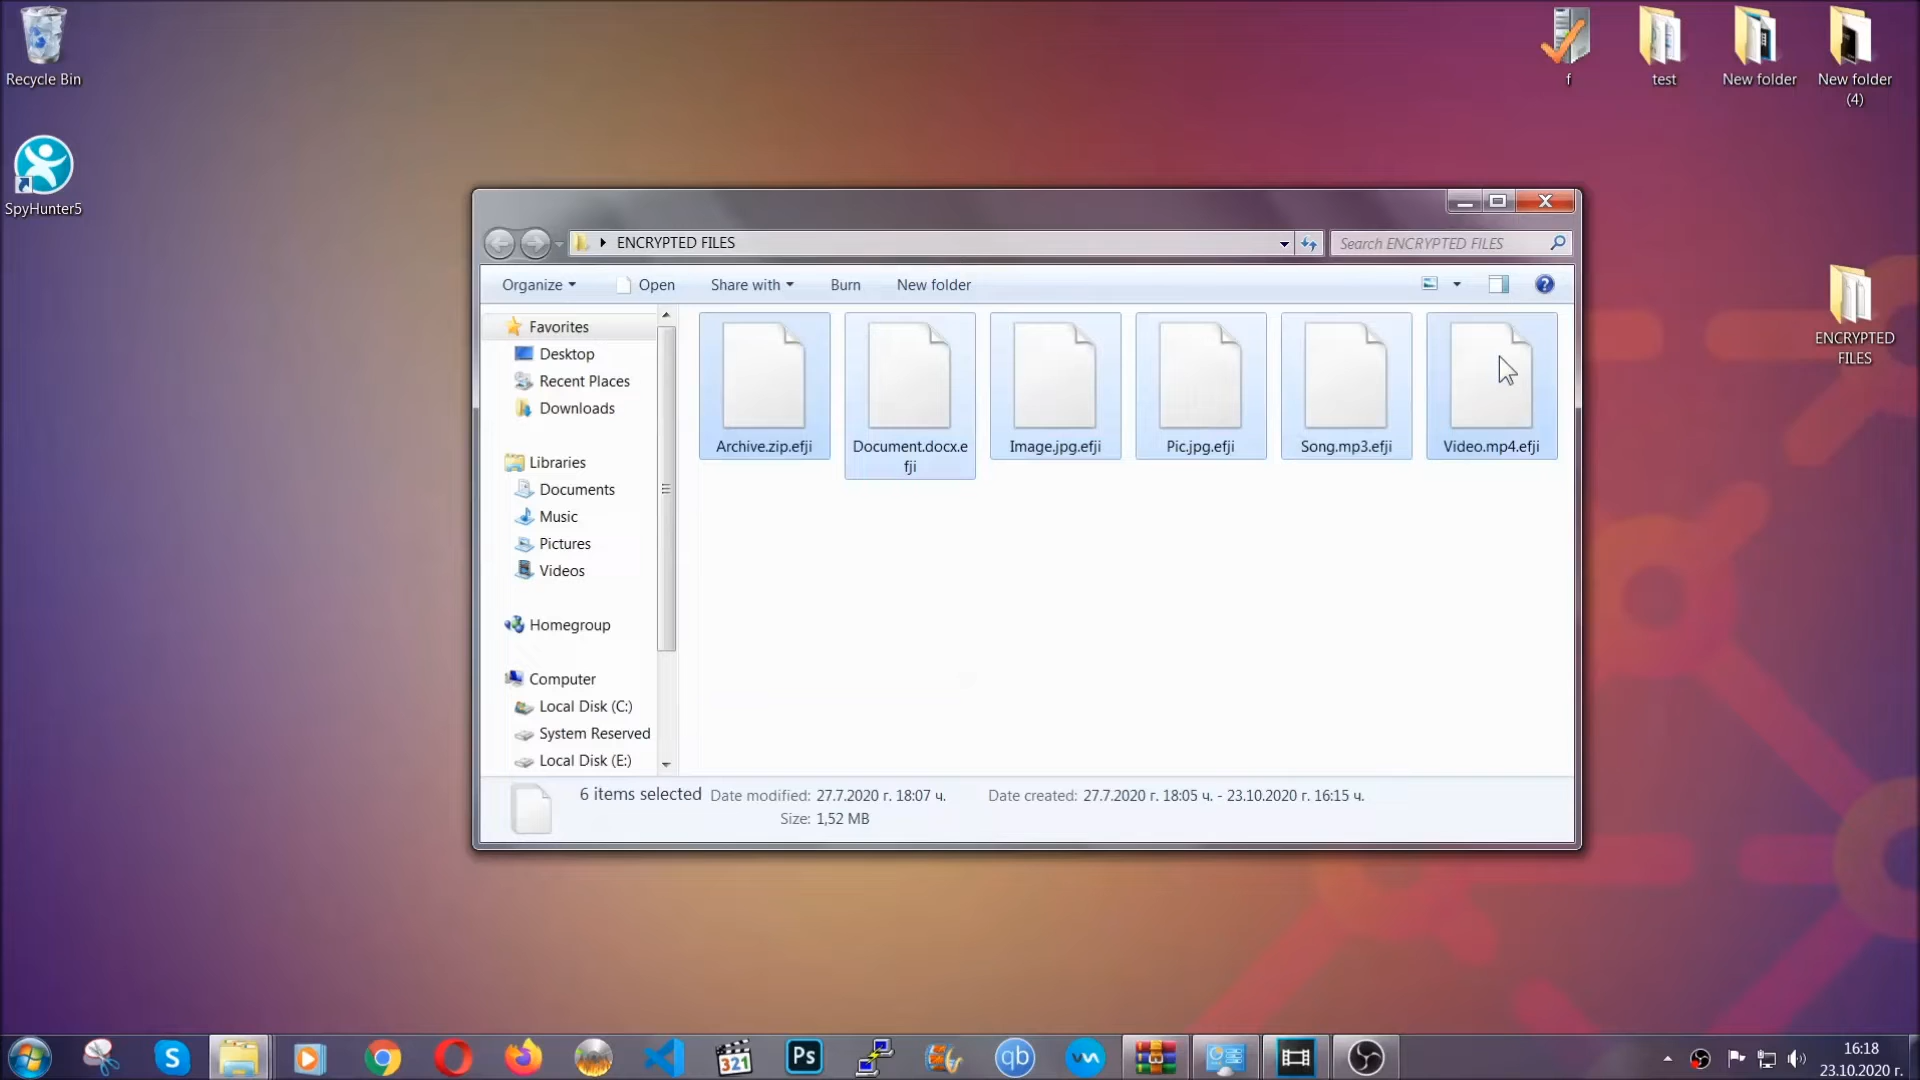 Recycle Bin
f
test
New folder
New folder
(4)
SpyHunter5
ENCRYPTED FILES
Search ENCRYPTED FILES
Organize
Open
Share with
Burn
New folder
Favorites
Desktop
Recent Places
Downloads
Libraries
Documents
Music
Pictures
Videos
Homegroup
Computer
Local Disk (C:)
System Reserved
Local Disk (E:)
Archive.zip.efji
Document.docx.e
fji
Image.jpg.efji
Pic.jpg.efji
Song.mp3.efji
Video.mp4.efji
ENCRYPTED
FILES
6 items selected
Date modified: 27.7.2020 г. 18:07 ч.
Date created: 27.7.2020 г. 18:05 ч. - 23.10.2020 г. 16:15 ч.
Size: 1,52 MB
S
321
Ps
qb
16:18
23.10.2020 г.